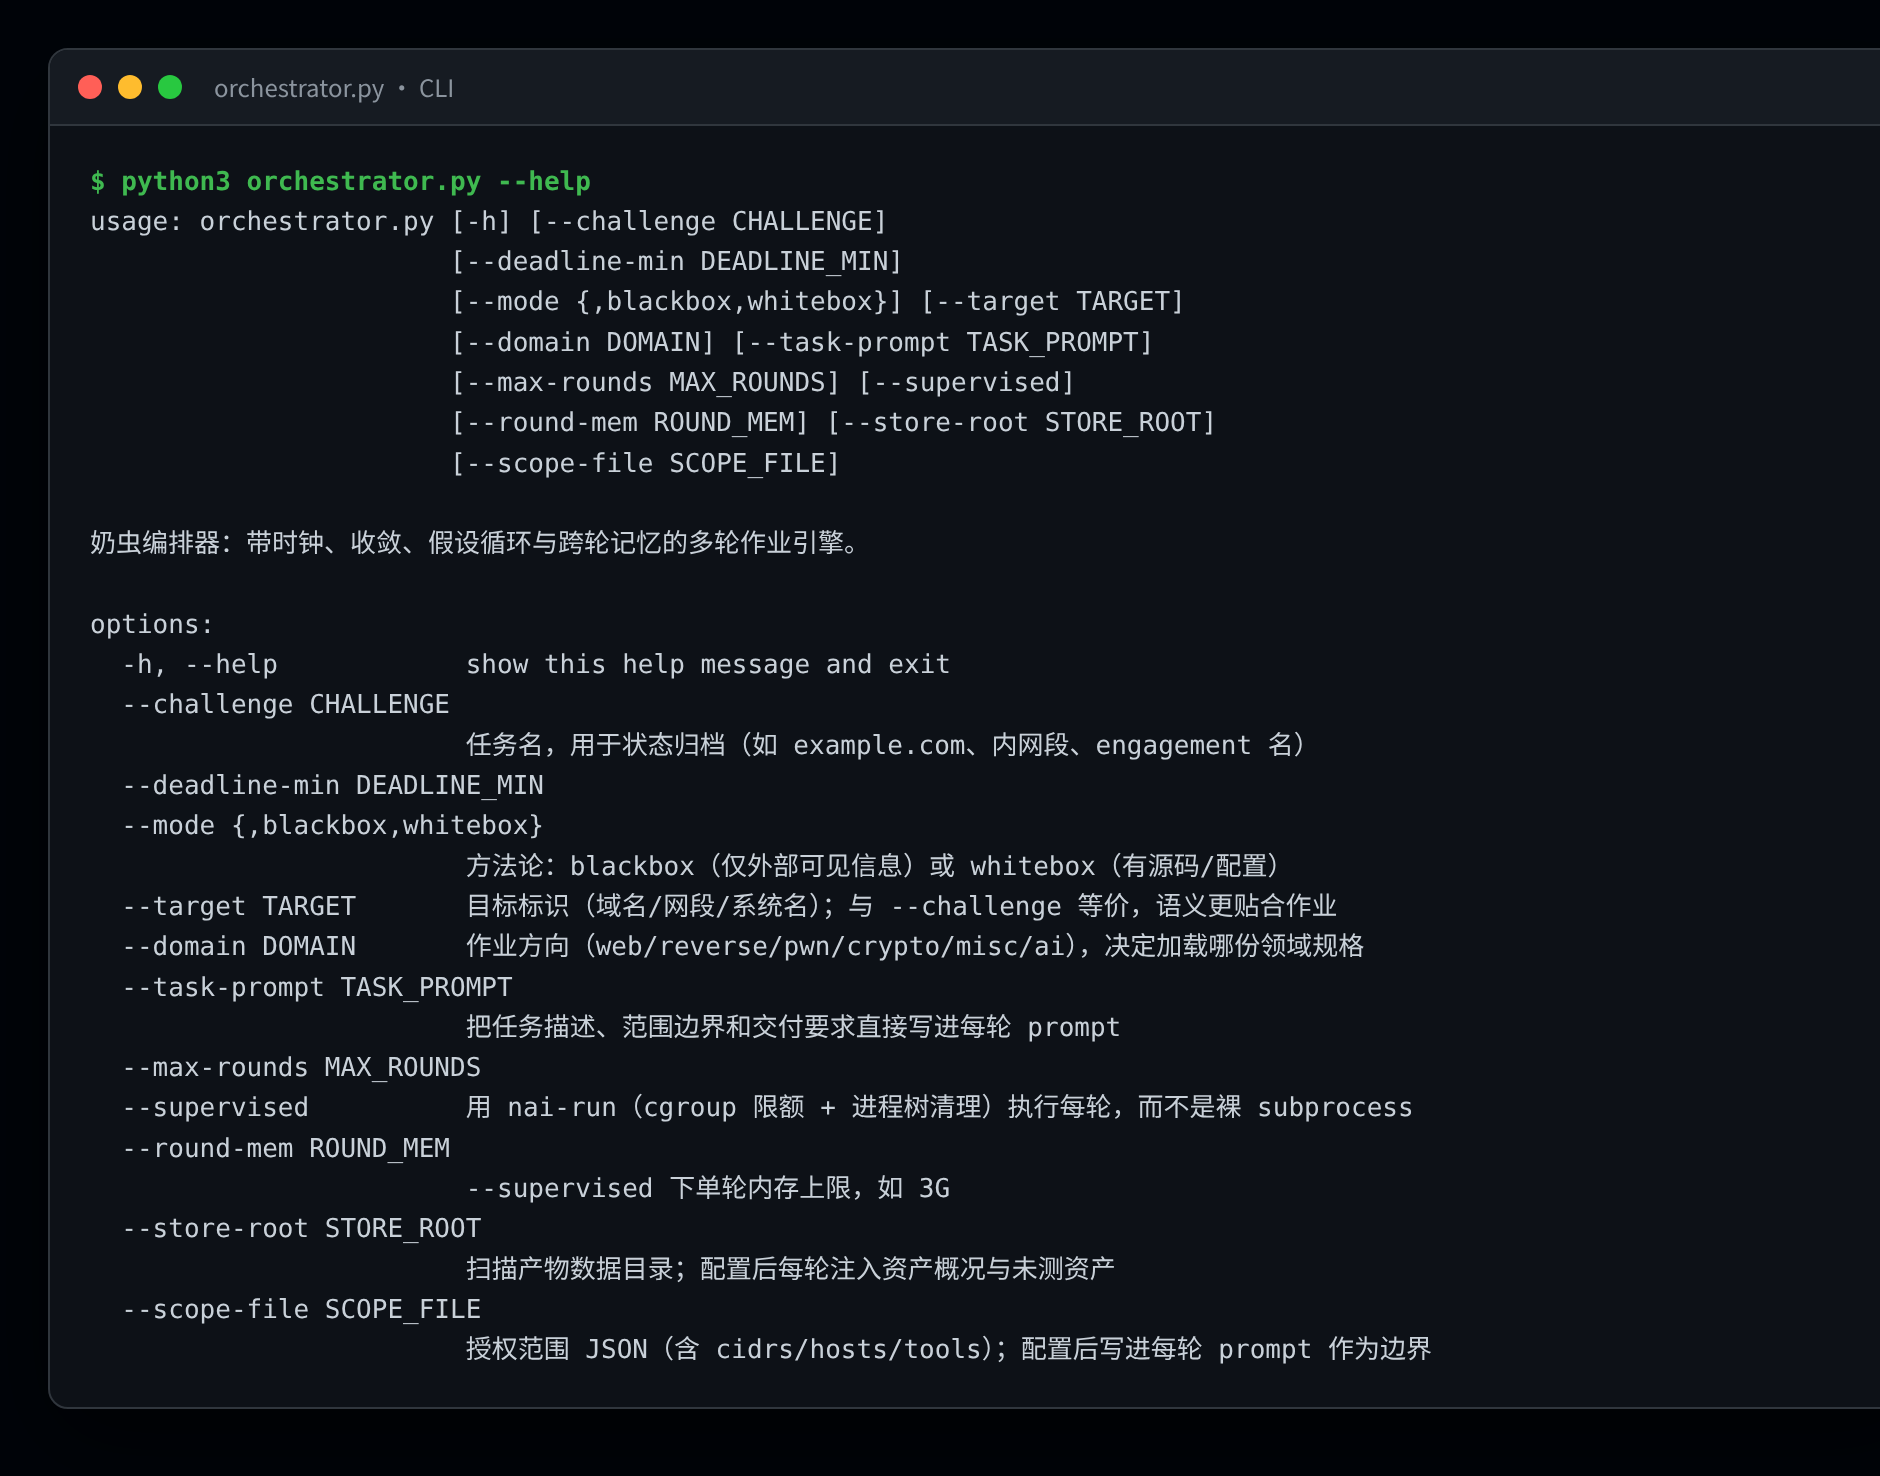 orchestrator.py • CLI
$ python3 orchestrator.py --help
usage: orchestrator.py [-h] [--challenge CHALLENGE]
[--deadline-min DEADLINE_MIN]
[--mode {,blackbox,whitebox}] [--target TARGET]
[--domain DOMAIN] [--task-prompt TASK_PROMPT]
[--max-rounds MAX_ROUNDS] [--supervised]
[--round-mem ROUND_MEM] [--store-root STORE_ROOT]
[--scope-file SCOPE_FILE]
奶虫编排器：带时钟、收敛、假设循环与跨轮记忆的多轮作业引擎。
options:
-h, --help show this help message and exit
--challenge CHALLENGE
任务名，用于状态归档（如 example.com、内网段、engagement 名）
--deadline-min DEADLINE_MIN
--mode {,blackbox,whitebox}
方法论：blackbox（仅外部可见信息）或 whitebox（有源码/配置）
--target TARGET 目标标识（域名/网段/系统名）；与 --challenge 等价，语义更贴合作业
--domain DOMAIN 作业方向（web/reverse/pwn/crypto/misc/ai），决定加载哪份领域规格
--task-prompt TASK_PROMPT
把任务描述、范围边界和交付要求直接写进每轮 prompt
--max-rounds MAX_ROUNDS
--supervised 用 nai-run（cgroup 限额 + 进程树清理）执行每轮，而不是裸 subprocess
--round-mem ROUND_MEM
--supervised 下单轮内存上限，如 3G
--store-root STORE_ROOT
扫描产物数据目录；配置后每轮注入资产概况与未测资产
--scope-file SCOPE_FILE
授权范围 JSON（含 cidrs/hosts/tools）；配置后写进每轮 prompt 作为边界